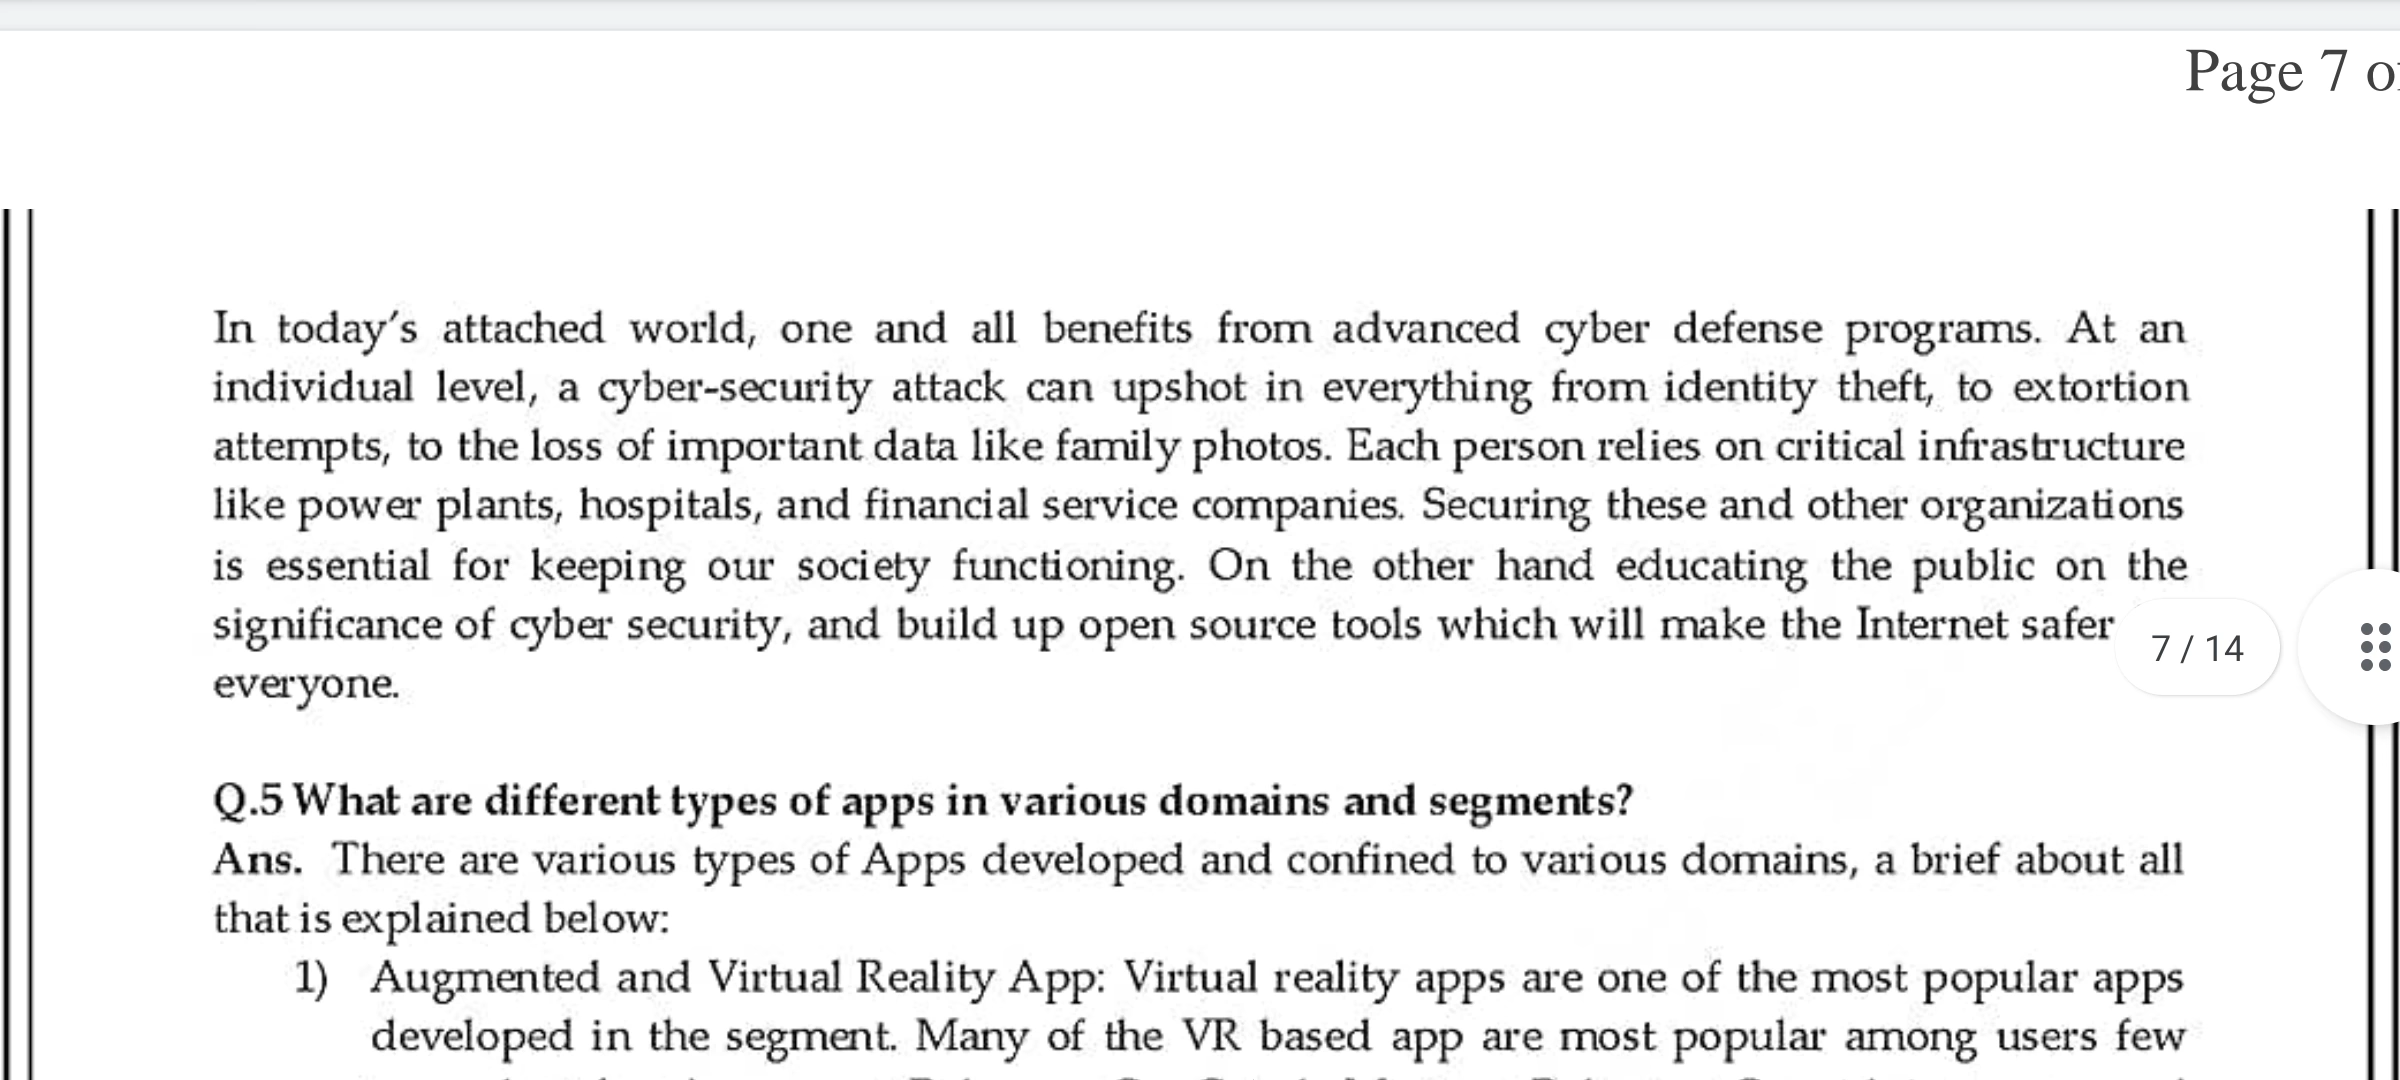 Page 7 o
In today's attached world, one and all benefits from advanced cyber defense programs. At an
individual level, a cyber-security attack can upshot in everything from identity theft, to extortion
attempts, to the loss of important data like family photos. Each person relies on critical infrastructure
like power plants, hospitals, and financial service companies. Securing these and other organizations
is essential for keeping our society functioning. On the other hand educating the public on the
significance of cyber security, and build up open source tools which will make the Internet safer
7 / 14
everyone.
Q.5 What are different types of apps in various domains and segments?
Ans. There are various types of Apps developed and confined to various domains, a brief about all
that is explained below:
1) Augmented and Virtual Reality App: Virtual reality apps are one of the most popular apps
developed in the segment. Many of the VR based app are most popular among users few